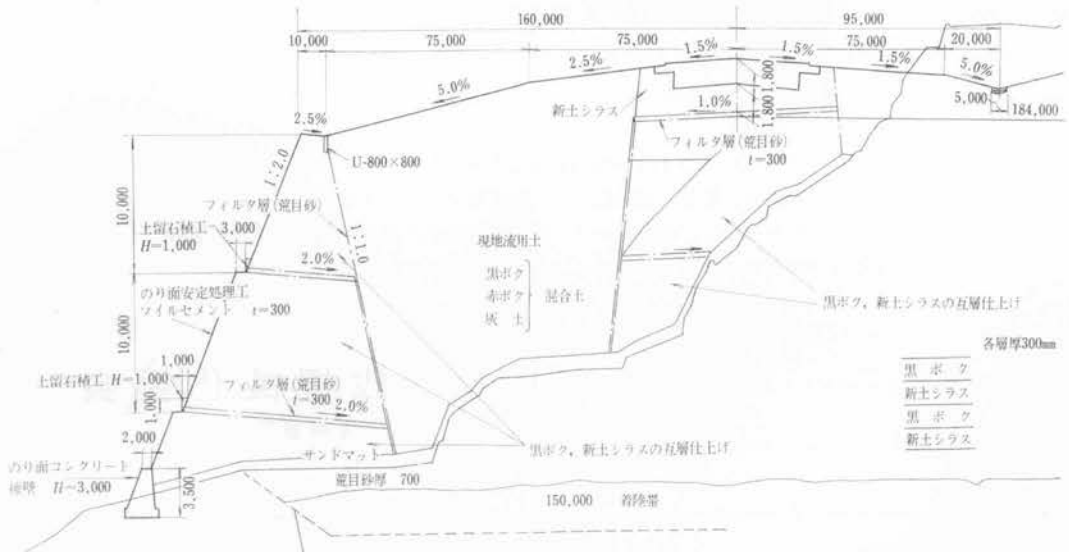 160,000
95,000
10,000
75,000
75,000
75,000
20,000
1.5%
1.5%
1.5%
2.5%
5.0%
5.0%
1,800
1,800
5,000
184,000
新土シラス
1.0%
2.5%
フィルタ層(荒目砂)
t=300
U-800×800
1:2.0
10,000
フィルタ層(荒目砂)
土留石積工
3,000
H=1,000
1:1.0
2.0%
現地流用土
黒ボク
赤ボク
混合土
のり面安定処理工
ソイルセメント t=300
黒ボク，新土シラスの互層仕上げ
10,000
各層厚300mm
1,000
黒ボク
新土シラス
黒ボク
新土シラス
土留石積工 H=1,000
フィルタ層(荒目砂)
t=300
2.0%
1,000
2,000
サンドマット
黒ボク，新土シラスの互層仕上げ
のり面コンクリート
擁壁 H=3,000
3,500
荒目砂厚 700
150,000 着陸帯